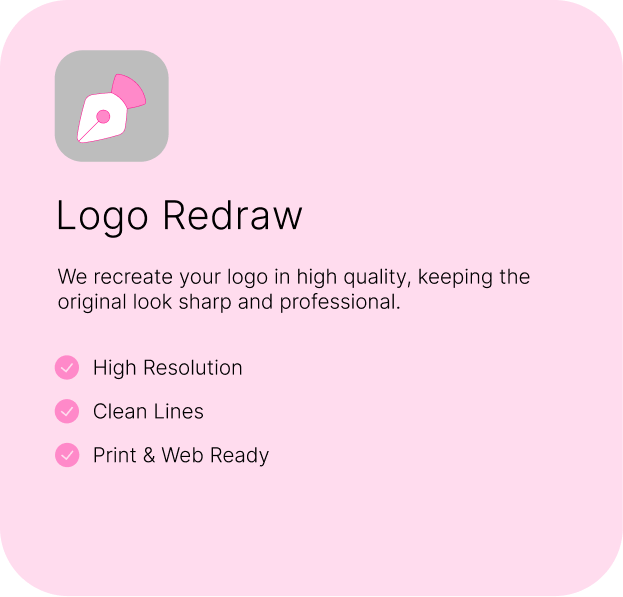 Logo Redraw
We recreate your logo in high quality, keeping the
original look sharp and professional.
High Resolution
Clean Lines
Print & Web Ready